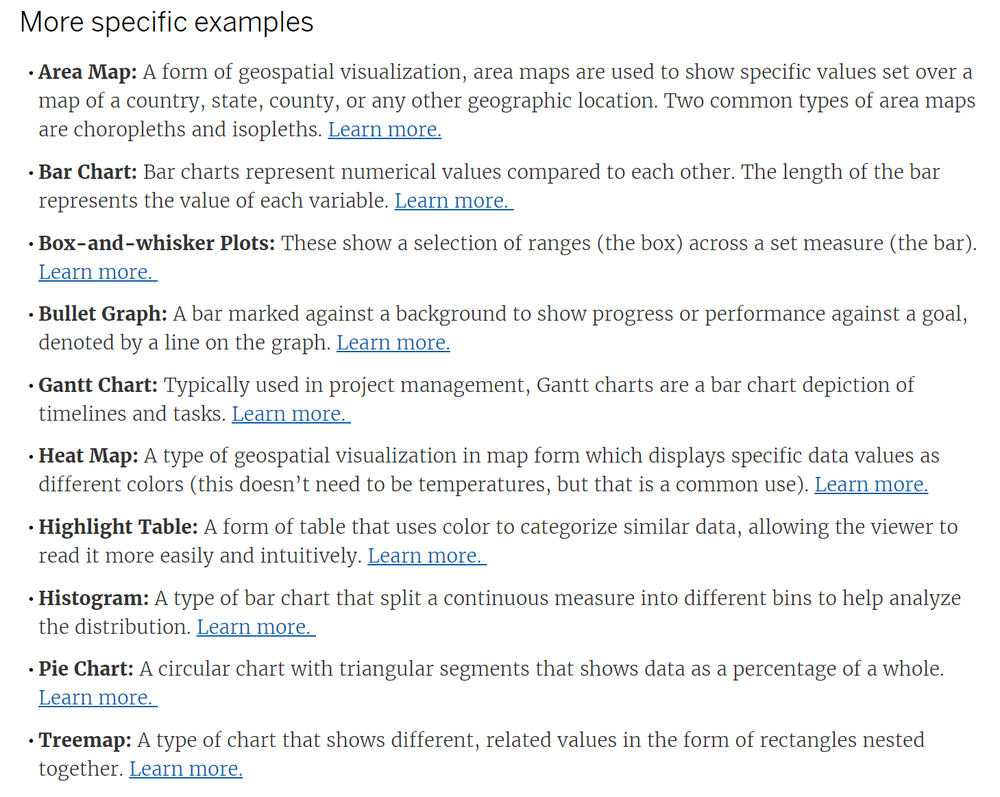 More specific examples
• Area Map: A form of geospatial visualization, area maps are used to show specific values set over a
map of a country, state, county, or any other geographic location. Two common types of area maps
are choropleths and isopleths. Learn more.
• Bar Chart: Bar charts represent numerical values compared to each other. The length of the bar
represents the value of each variable. Learn more.
• Box-and-whisker Plots: These show a selection of ranges (the box) across a set measure (the bar).
Learn more.
• Bullet Graph: A bar marked against a background to show progress or performance against a goal,
denoted by a line on the graph. Learn more.
• Gantt Chart: Typically used in project management, Gantt charts are a bar chart depiction of
timelines and tasks. Learn more.
• Heat Map: A type of geospatial visualization in map form which displays specific data values as
different colors (this doesn’t need to be temperatures, but that is a common use). Learn more.
• Highlight Table: A form of table that uses color to categorize similar data, allowing the viewer to
read it more easily and intuitively. Learn more.
• Histogram: A type of bar chart that split a continuous measure into different bins to help analyze
the distribution. Learn more.
• Pie Chart: A circular chart with triangular segments that shows data as a percentage of a whole.
Learn more.
• Treemap: A type of chart that shows different, related values in the form of rectangles nested
together. Learn more.